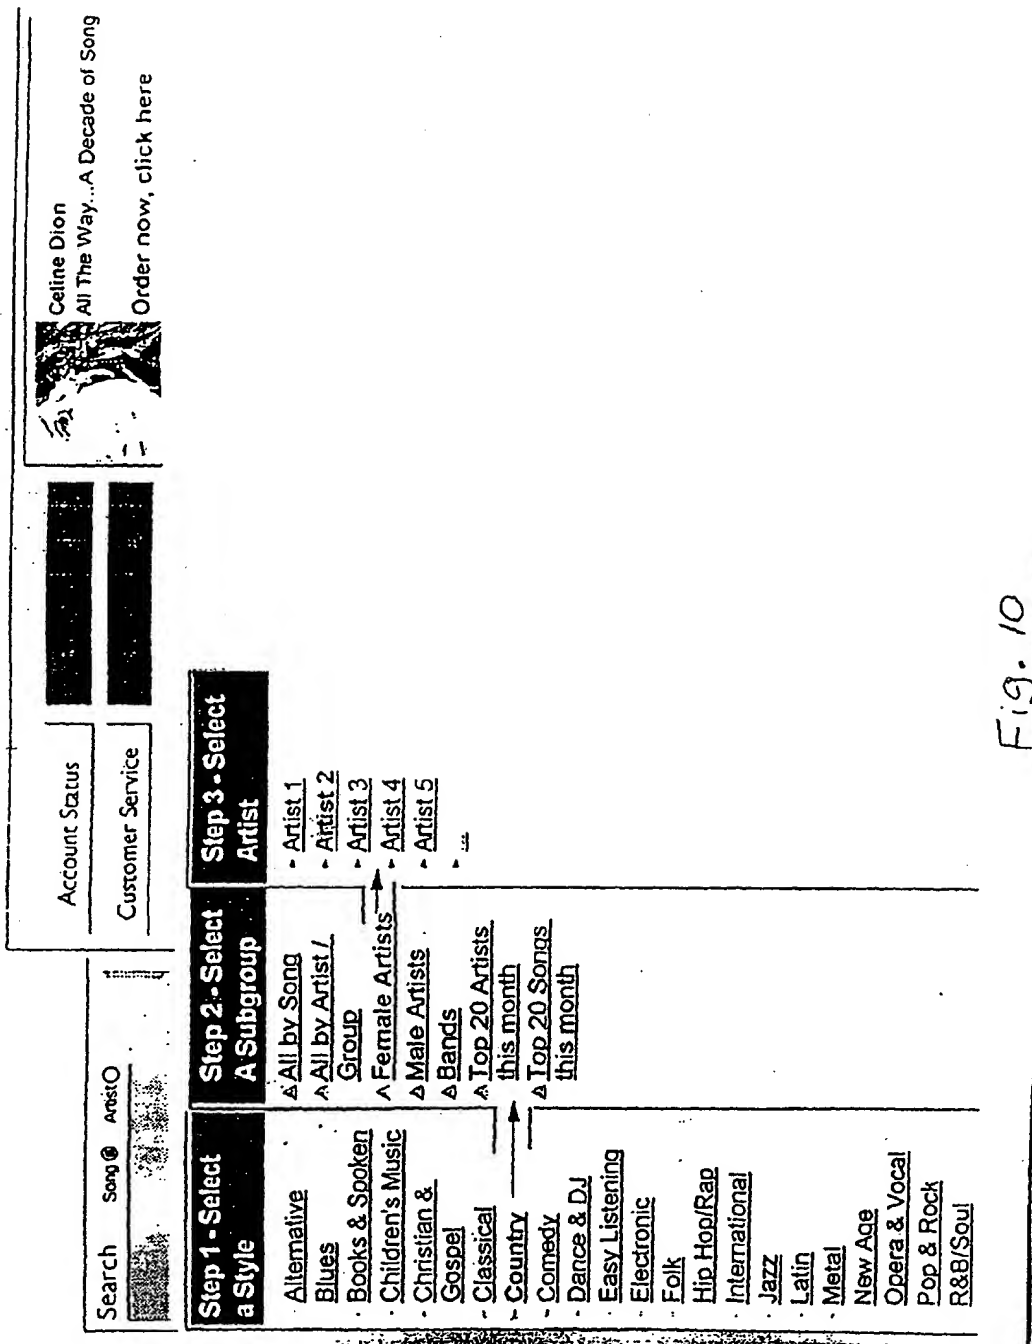 Search Song Artist
Account Status
Customer Service
Celine Dion
All The Way...A Decade of Song
Order now, click here
Step 1 - Select
a Style
Alternative
Blues
Books & Spoken
Children's Music
Christian &
Gospel
Classical
Country
Comedy
Dance & DJ
Easy Listening
Electronic
Folk
Hip Hop/Rap
International
Jazz
Latin
Metal
New Age
Opera & Vocal
Pop & Rock
R&B/Soul
Step 2 - Select
A Subgroup
All by Song
All by Artist /
Group
Female Artists
Male Artists
Bands
Top 20 Artists
this month
Top 20 Songs
this month
Step 3 - Select
Artist
Artist 1
Artist 2
Artist 3
Artist 4
Artist 5
...
Fig. 10